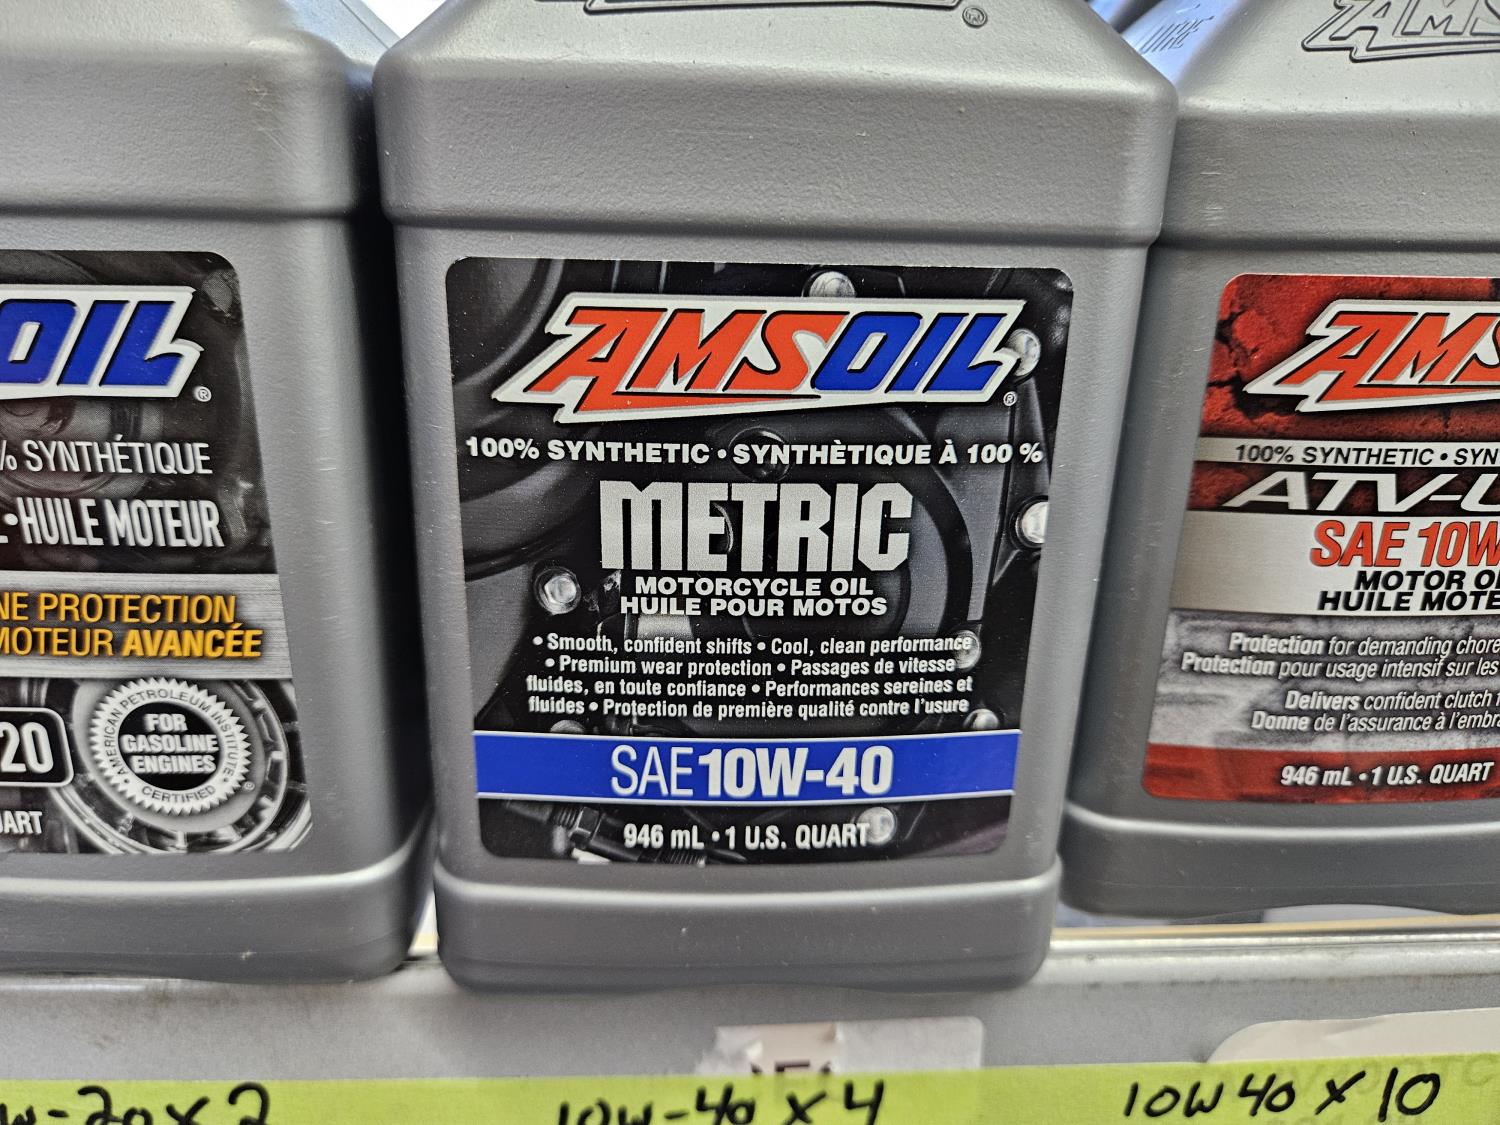 OIL
®
% SYNTHÉTIQUE
• HUILE MOTEUR
NE PROTECTION
MOTEUR AVANCÉE
20
AMERICAN PETROLEUM INSTITUTE
FOR
GASOLINE
ENGINES
CERTIFIED
®
ART
W-20 x 2
®
AMSOIL
®
100% SYNTHETIC • SYNTHÈTIQUE À 100 %
METRIC
MOTORCYCLE OIL
HUILE POUR MOTOS
• Smooth, confident shifts • Cool, clean performance
• Premium wear protection • Passages de vitesse
fluides, en toute confiance • Performances sereines et
fluides • Protection de première qualité contre l'usure
SAE 10W-40
946 mL • 1 U.S. QUART
10W-40 x 4
AMS
AMS
100% SYNTHETIC • SYN
ATV-U
SAE 10W
MOTOR OI
HUILE MOTE
Protection for demanding chore
Protection pour usage intensif sur les
Delivers confident clutch f
Donne de l'assurance à l'embra
946 mL • 1 U.S. QUART
10W40 x 10